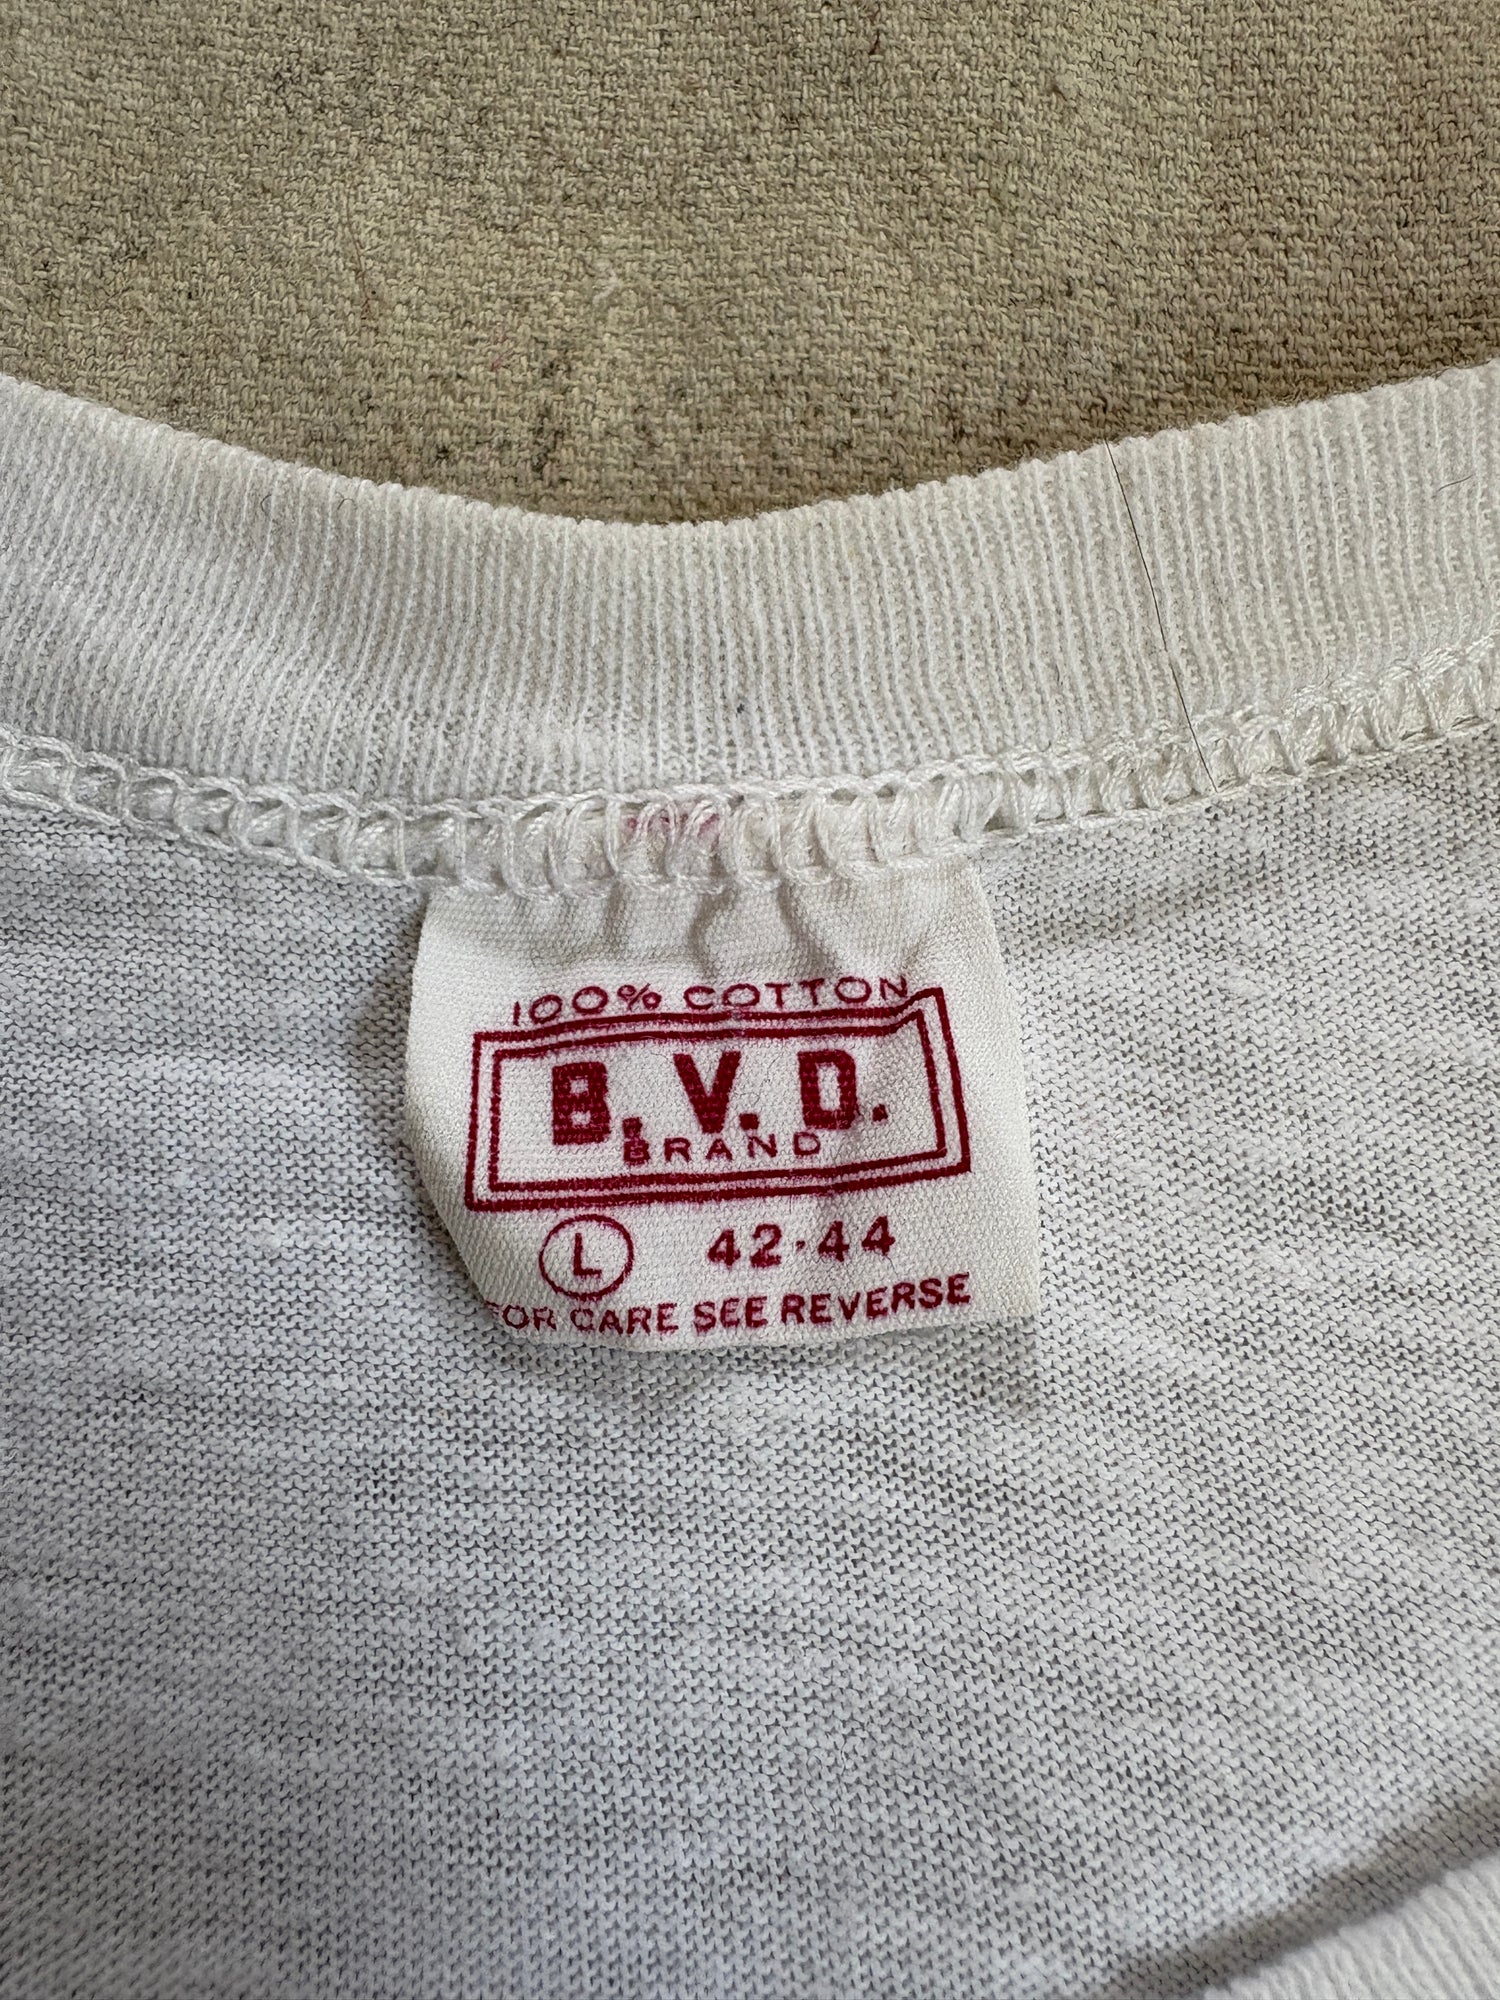 100% COTTON
B.V.D.
BRAND
L 42-44
FOR CARE SEE REVERSE